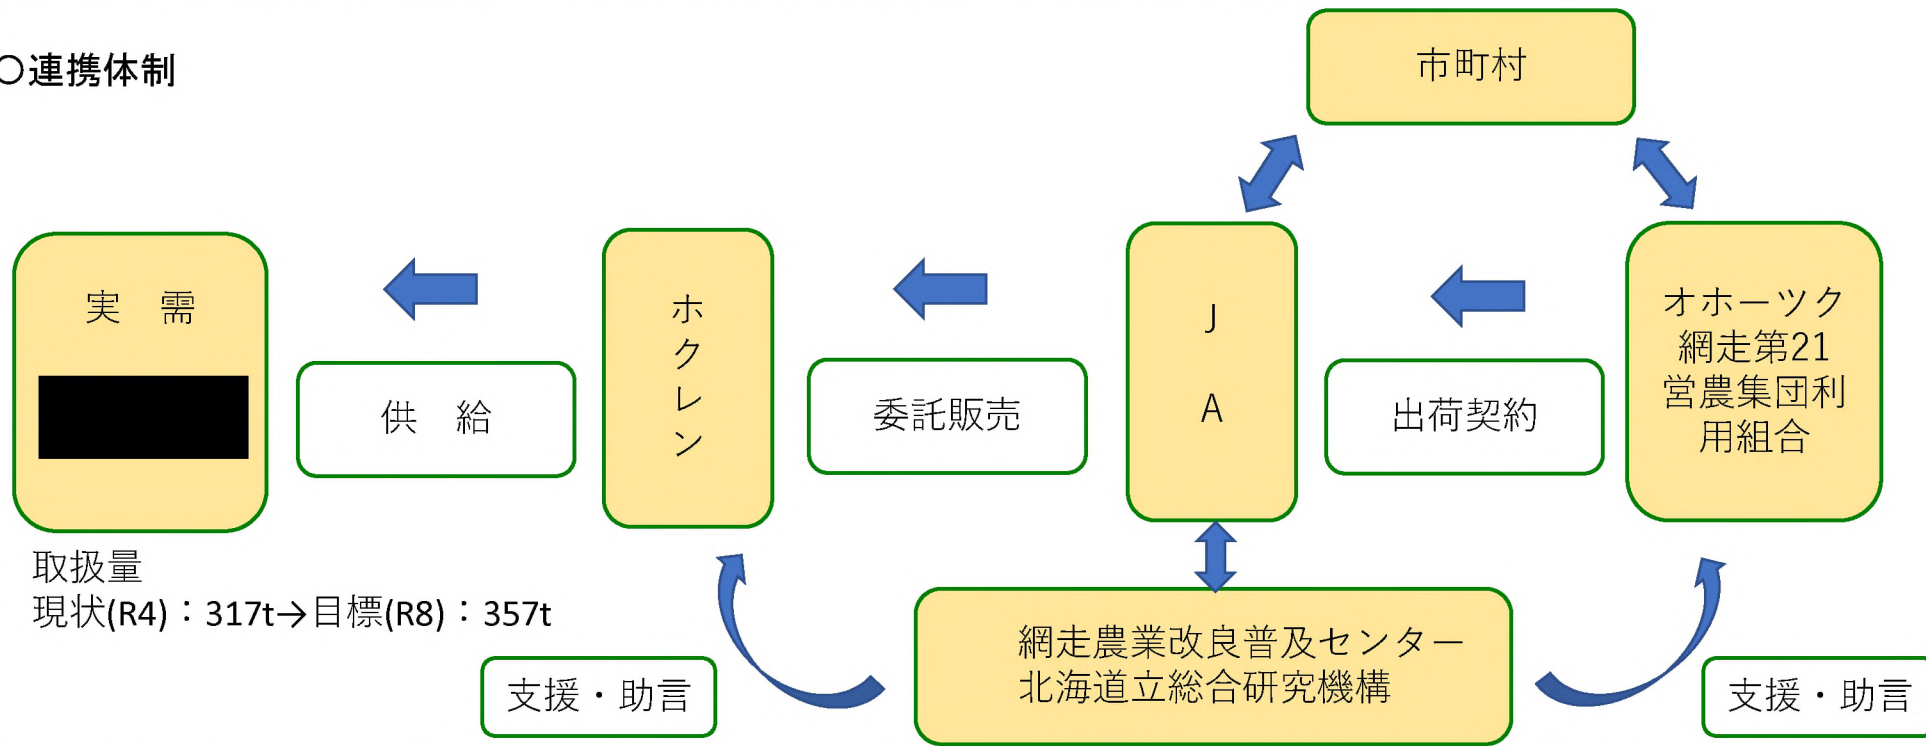 ○連携体制
市町村
実　需
供　給
ホクレン
委託販売
JA
出荷契約
オホーツク
網走第21
営農集団利
用組合
取扱量
現状(R4)：317t→目標(R8)：357t
支援・助言
網走農業改良普及センター
北海道立総合研究機構
支援・助言